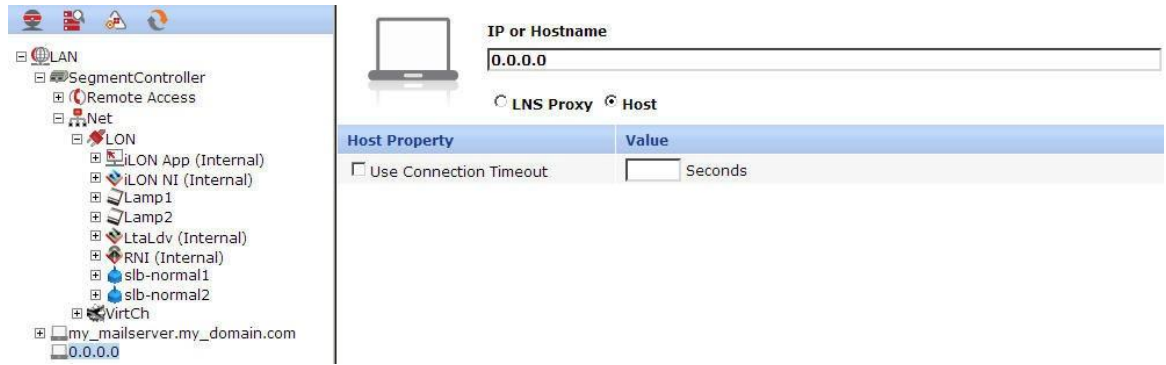 LAN
SegmentController
Remote Access
Net
LON
iLON App (Internal)
iLON NI (Internal)
Lamp1
Lamp2
LtaLdv (Internal)
RNI (Internal)
slb-normal1
slb-normal2
VirtCh
my_mailserver.my_domain.com
0.0.0.0
IP or Hostname
0.0.0.0
LNS Proxy Host
Host Property Value
Use Connection Timeout Seconds